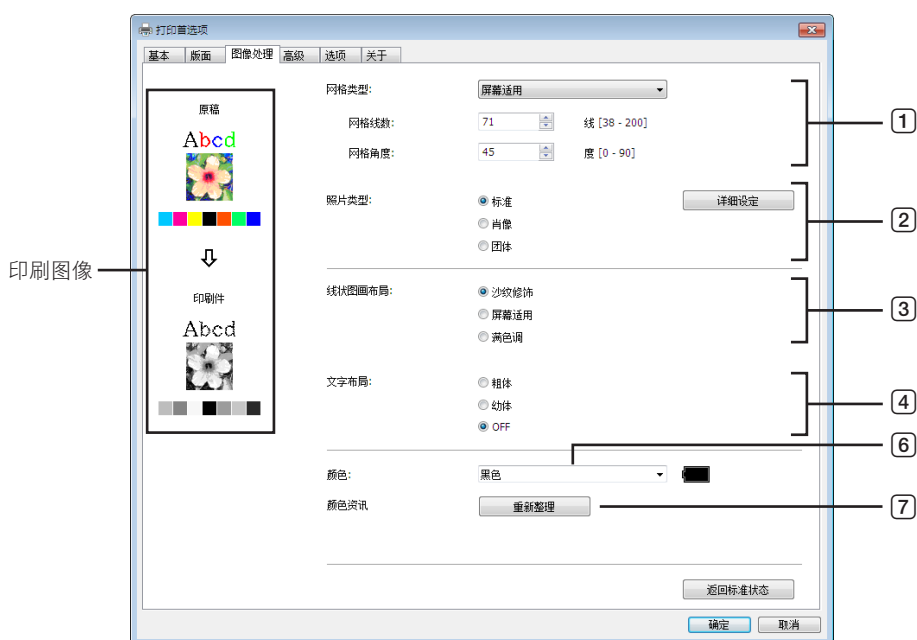 打印首选项
基本 版面 图像处理 高级 选项 关于
原稿
Abcd
印刷件
Abcd
印刷图像
网格类型: 屏幕适用
网格线数: 71 线 [38 - 200]
网格角度: 45 度 [0 - 90]
1
照片类型: 标准 详细设定
肖像
团体
2
线状图画布局: 沙纹修饰
屏幕适用
满色调
3
文字布局: 粗体
幼体
OFF
4
6
颜色: 黑色
颜色资讯 重新整理
7
返回标准状态
确定 取消